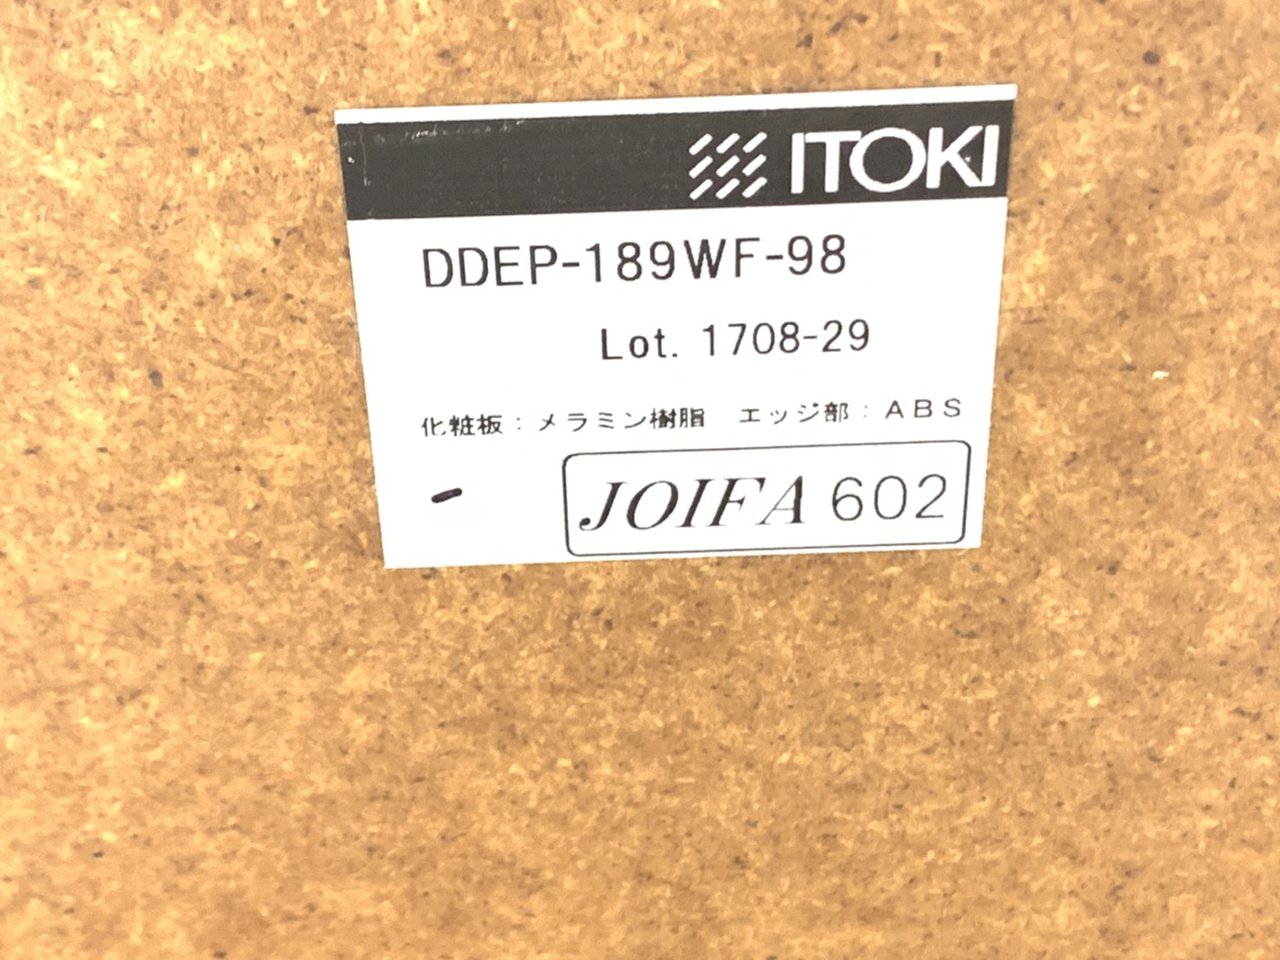 ITOKI
DDEP-189WF-98
Lot. 1708-29
化粧板：メラミン樹脂　エッジ部：ABS
JOIFA 602